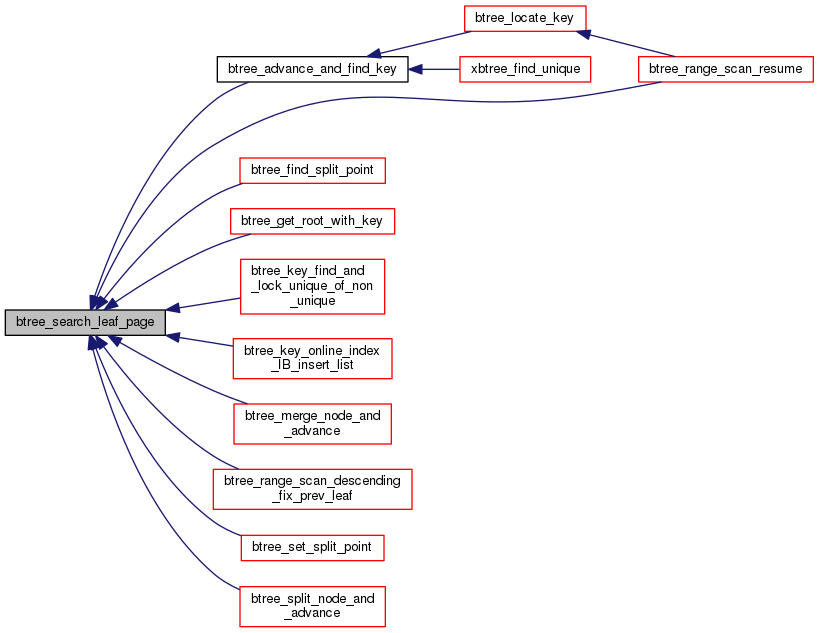 btree_locate_key
btree_advance_and_find_key
xbtree_find_unique
btree_range_scan_resume
btree_find_split_point
btree_get_root_with_key
btree_key_find_and
_lock_unique_of_non
_unique
btree_search_leaf_page
btree_key_online_index
_IB_insert_list
btree_merge_node_and
_advance
btree_range_scan_descending
_fix_prev_leaf
btree_set_split_point
btree_split_node_and
_advance